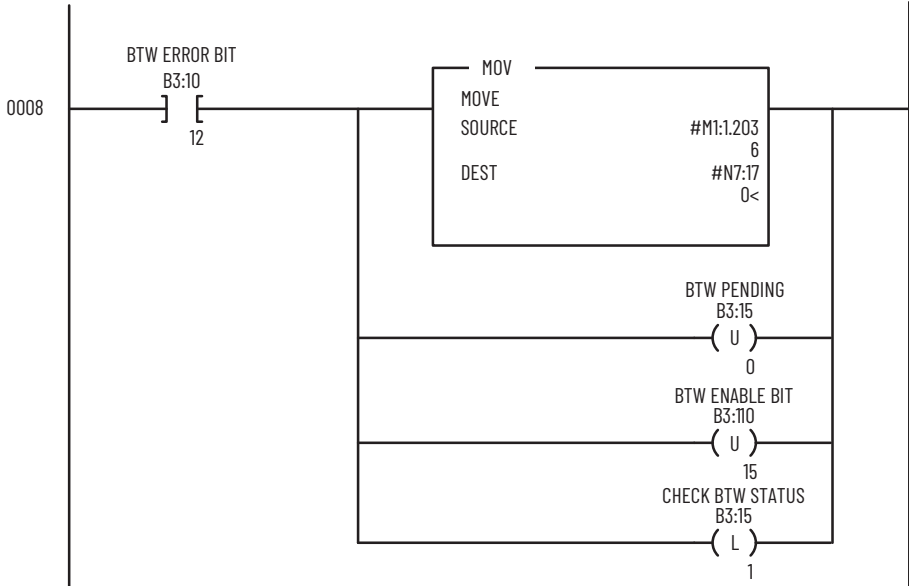 BTW ERROR BIT
B3:10
0008
12
MOV
MOVE
SOURCE #M1:1.203
6
DEST #N7:17
0<
BTW PENDING
B3:15
U
0
BTW ENABLE BIT
B3:110
U
15
CHECK BTW STATUS
B3:15
L
1